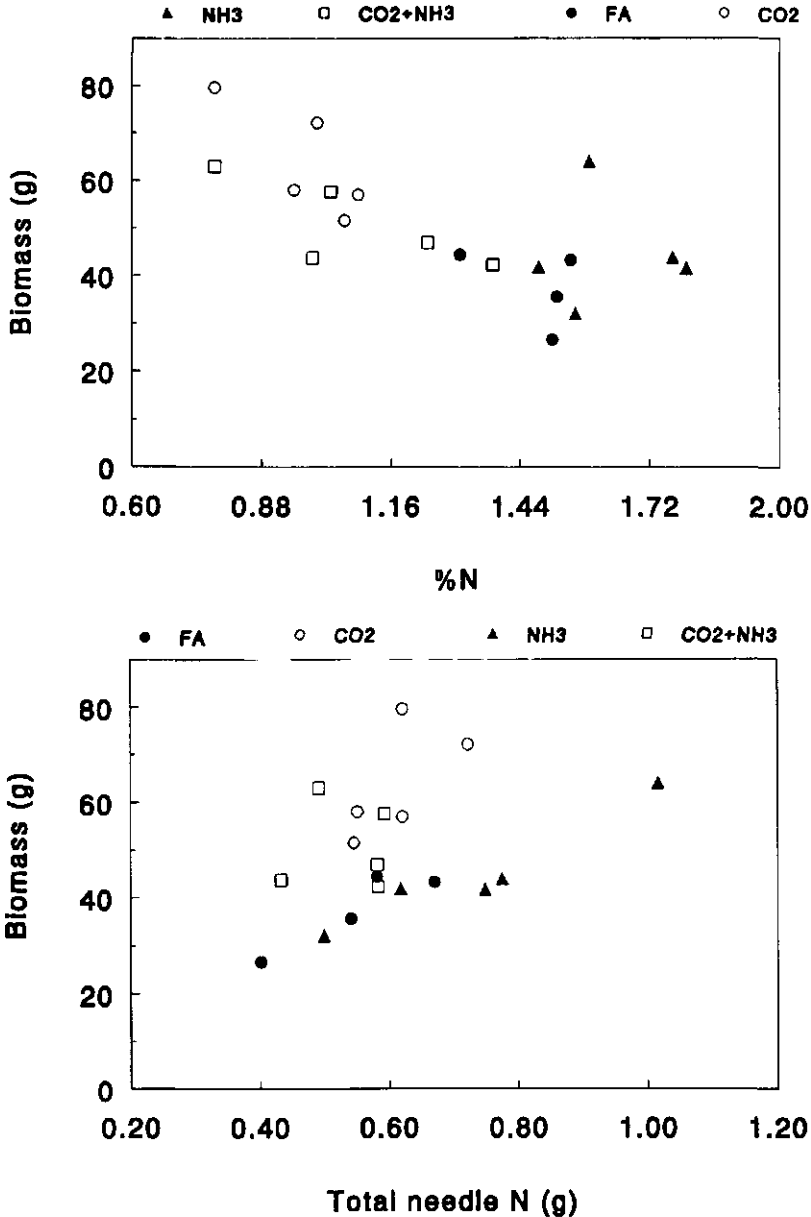 NH3 CO2+NH3 FA CO2
80
60
40
20
0
Biomass (g)
0.60 0.88 1.16 1.44 1.72 2.00
%N
FA CO2 NH3 CO2+NH3
80
60
40
20
0
Biomass (g)
0.20 0.40 0.60 0.80 1.00 1.20
Total needle N (g)